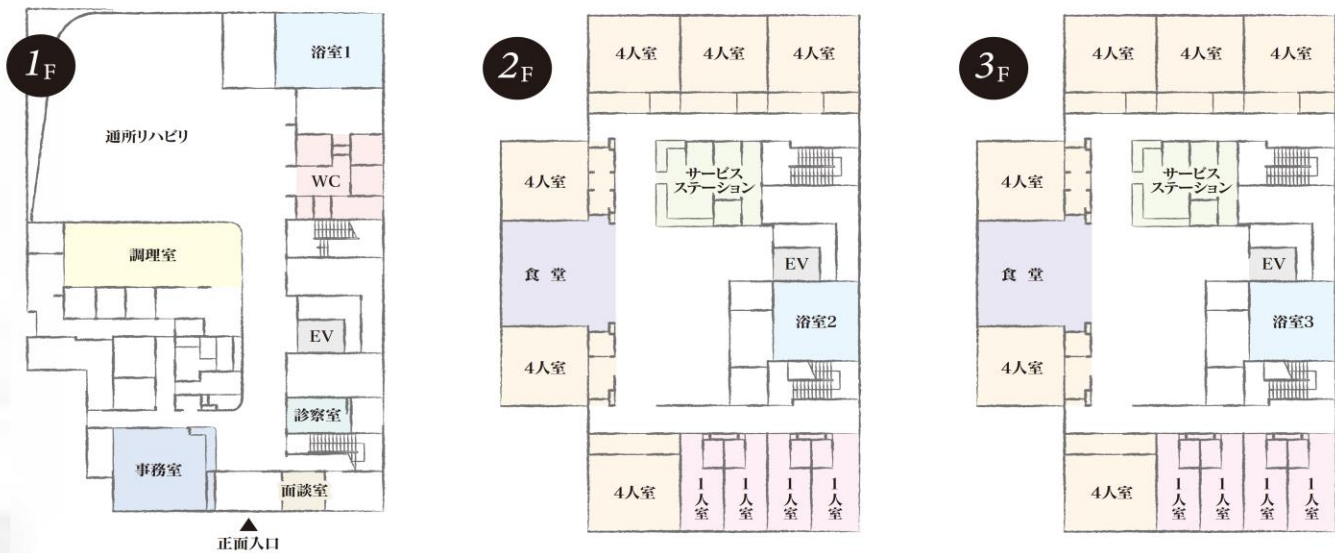 1F
浴室1
通所リハビリ
WC
調理室
EV
診察室
事務室
面談室
正面入口
2F
4人室
4人室
4人室
4人室
サービス
ステーション
食堂
EV
浴室2
4人室
4人室
1人室
1人室
1人室
1人室
3F
4人室
4人室
4人室
4人室
サービス
ステーション
食堂
EV
浴室3
4人室
4人室
1人室
1人室
1人室
1人室